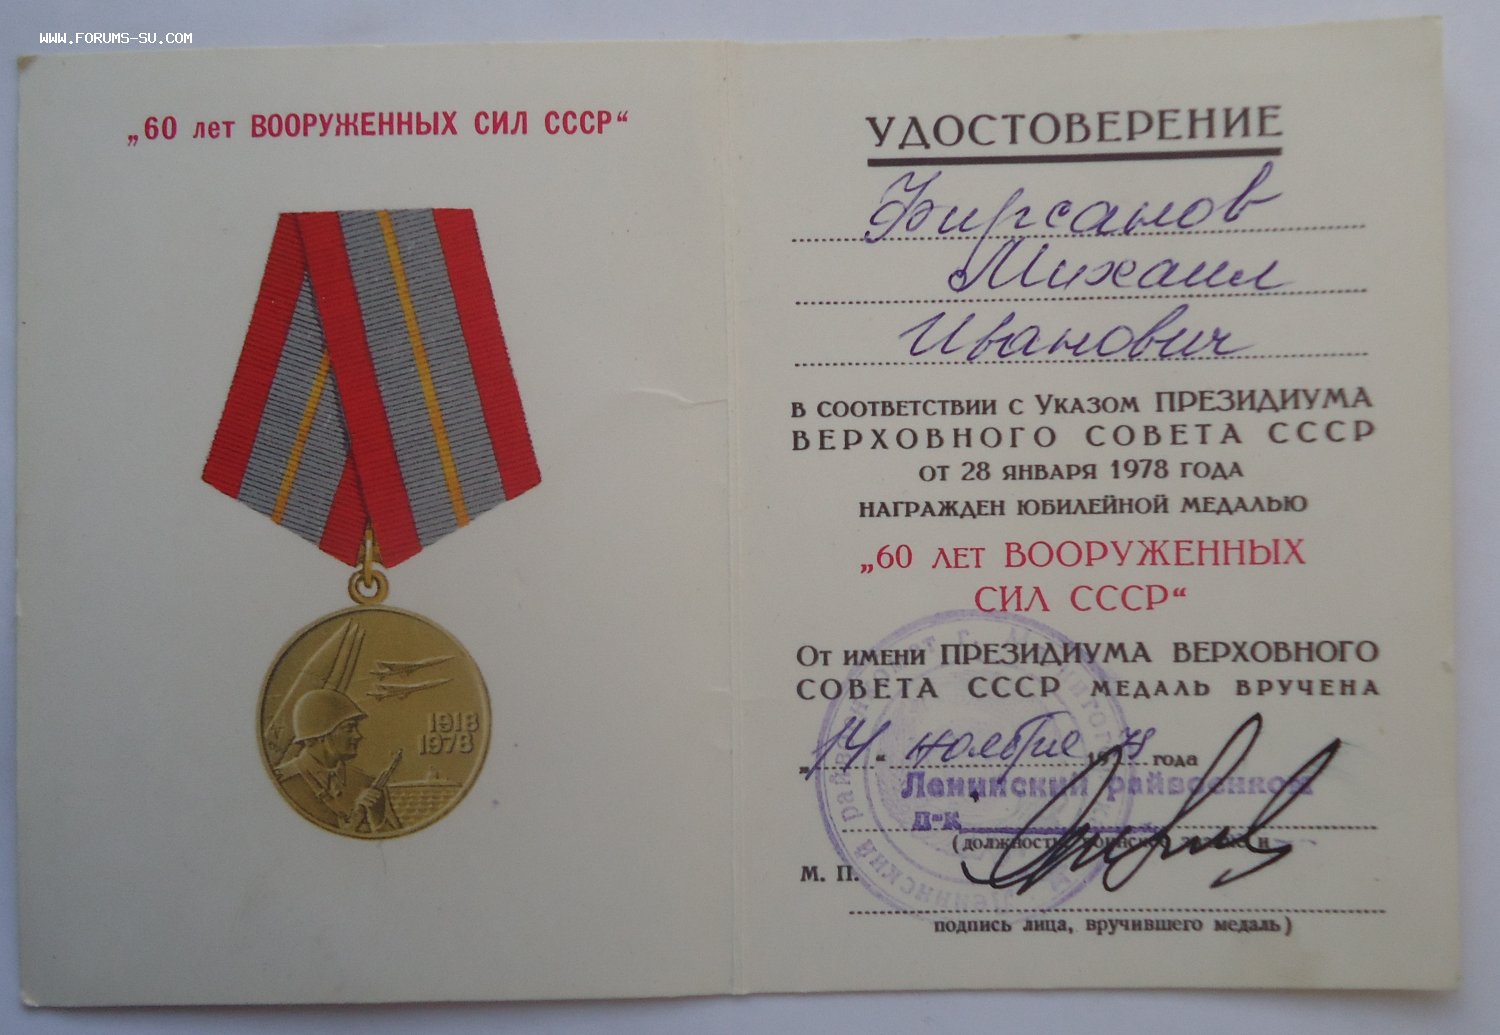 WWW.FORUMS-SU.COM
„60 лет ВООРУЖЕННЫХ СИЛ СССР“
1918
1978
УДОСТОВЕРЕНИЕ
Фирсанов
Михаил
Иванович
В СООТВЕТСТВИИ С УКАЗОМ ПРЕЗИДИУМА
ВЕРХОВНОГО СОВЕТА СССР
ОТ 28 ЯНВАРЯ 1978 ГОДА
НАГРАЖДЕН ЮБИЛЕЙНОЙ МЕДАЛЬЮ
„60 ЛЕТ ВООРУЖЕННЫХ
СИЛ СССР“
ОТ ИМЕНИ ПРЕЗИДИУМА ВЕРХОВНОГО
СОВЕТА СССР МЕДАЛЬ ВРУЧЕНА
„14“ ноября 1979 года
Ленинский райвоенком
п-к
(должность
М. П.
подпись лица, вручившего медаль)